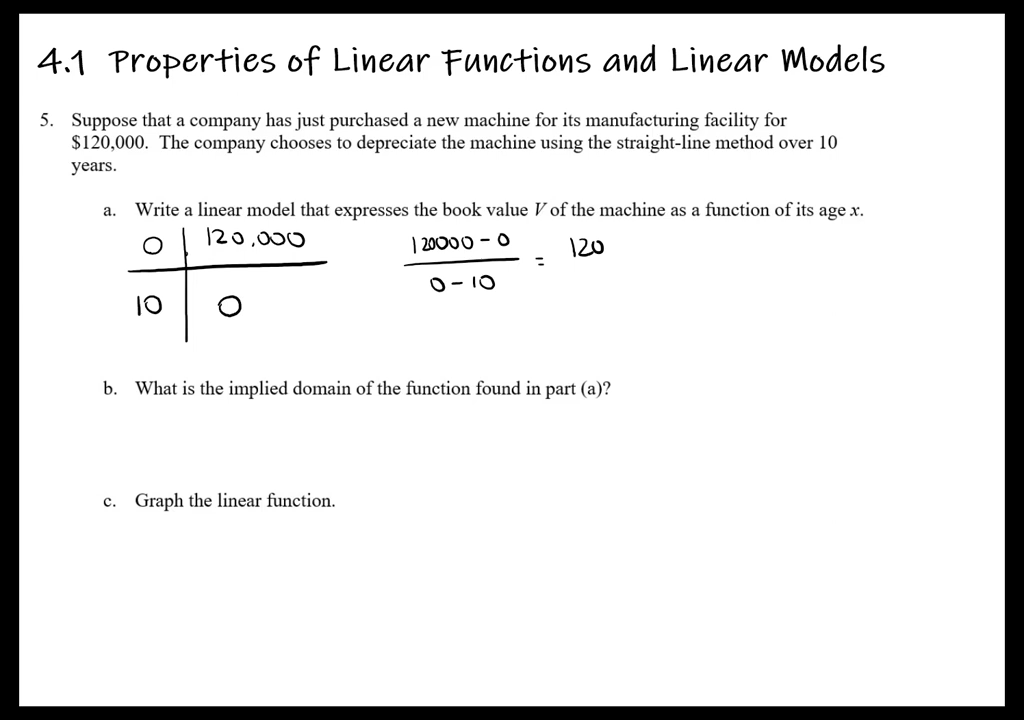 4.1 Properties of Linear Functions and Linear Models
5. Suppose that a company has just purchased a new machine for its manufacturing facility for
$120,000. The company chooses to depreciate the machine using the straight-line method over 10
years.
a. Write a linear model that expresses the book value V of the machine as a function of its age x.
0 120,000
10 0
120000 - 0
0 - 10
= 120
b. What is the implied domain of the function found in part (a)?
c. Graph the linear function.